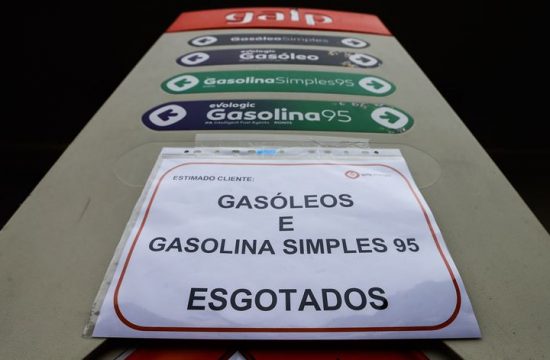 galp
GasóleoSimples
evologic
Gasóleo
GasolinaSimples95
evologic
Gasolina95
ESTIMADO CLIENTE:
GASÓLEOS
E
GASOLINA SIMPLES 95
ESGOTADOS